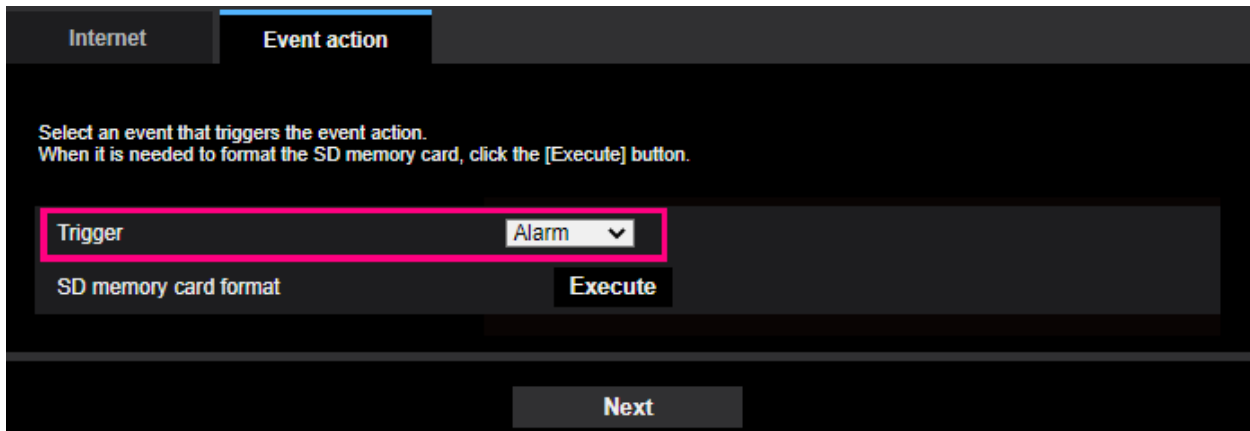 Internet
Event action
Select an event that triggers the event action.
When it is needed to format the SD memory card, click the [Execute] button.
Trigger
Alarm
SD memory card format
Execute
Next